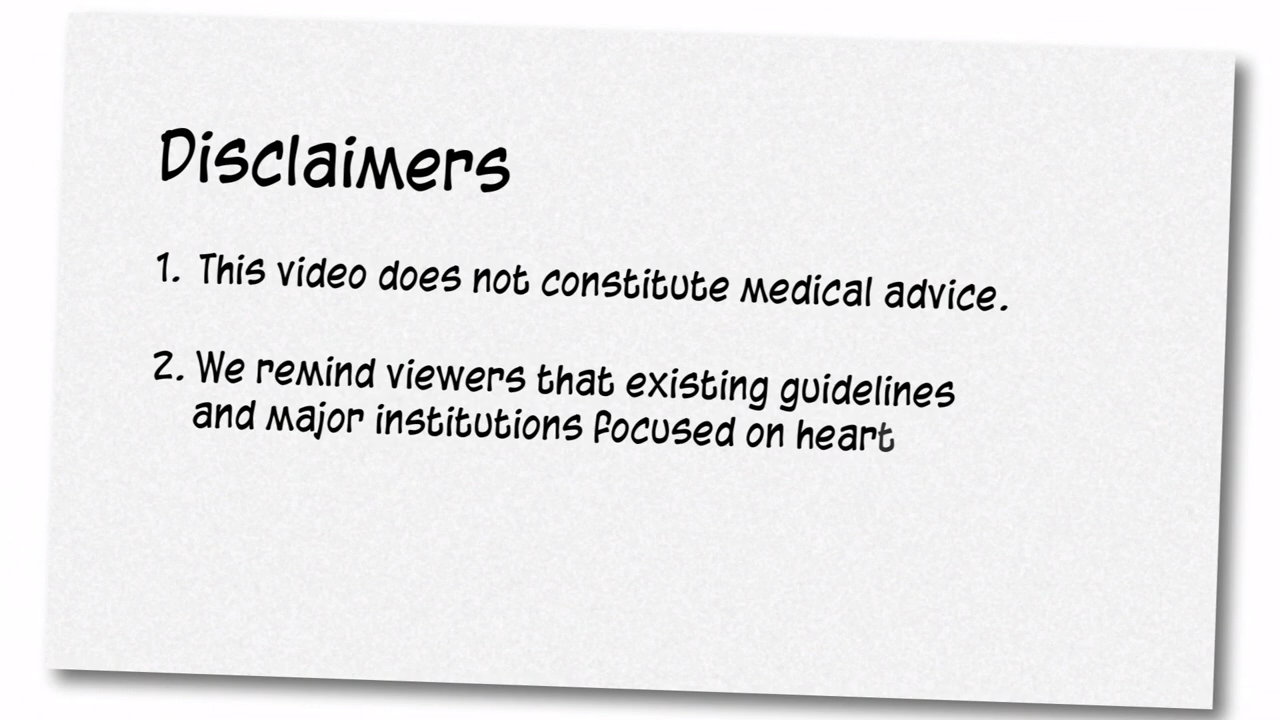 Disclaimers
1. This video does not constitute medical advice.
2. We remind viewers that existing guidelines
and major institutions focused on heart